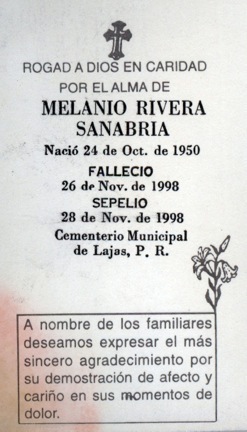 ROGAD A DIOS EN CARIDAD
POR EL ALMA DE
MELANIO RIVERA
SANABRIA
Nació 24 de Oct. de 1950
FALLECIO
26 de Nov. de 1998
SEPELIO
28 de Nov. de 1998
Cementerio Municipal
de Lajas, P. R.
A nombre de los familiares
deseamos expresar el más
sincero agradecimiento por
su demostración de afecto y
cariño en sus momentos de
dolor.